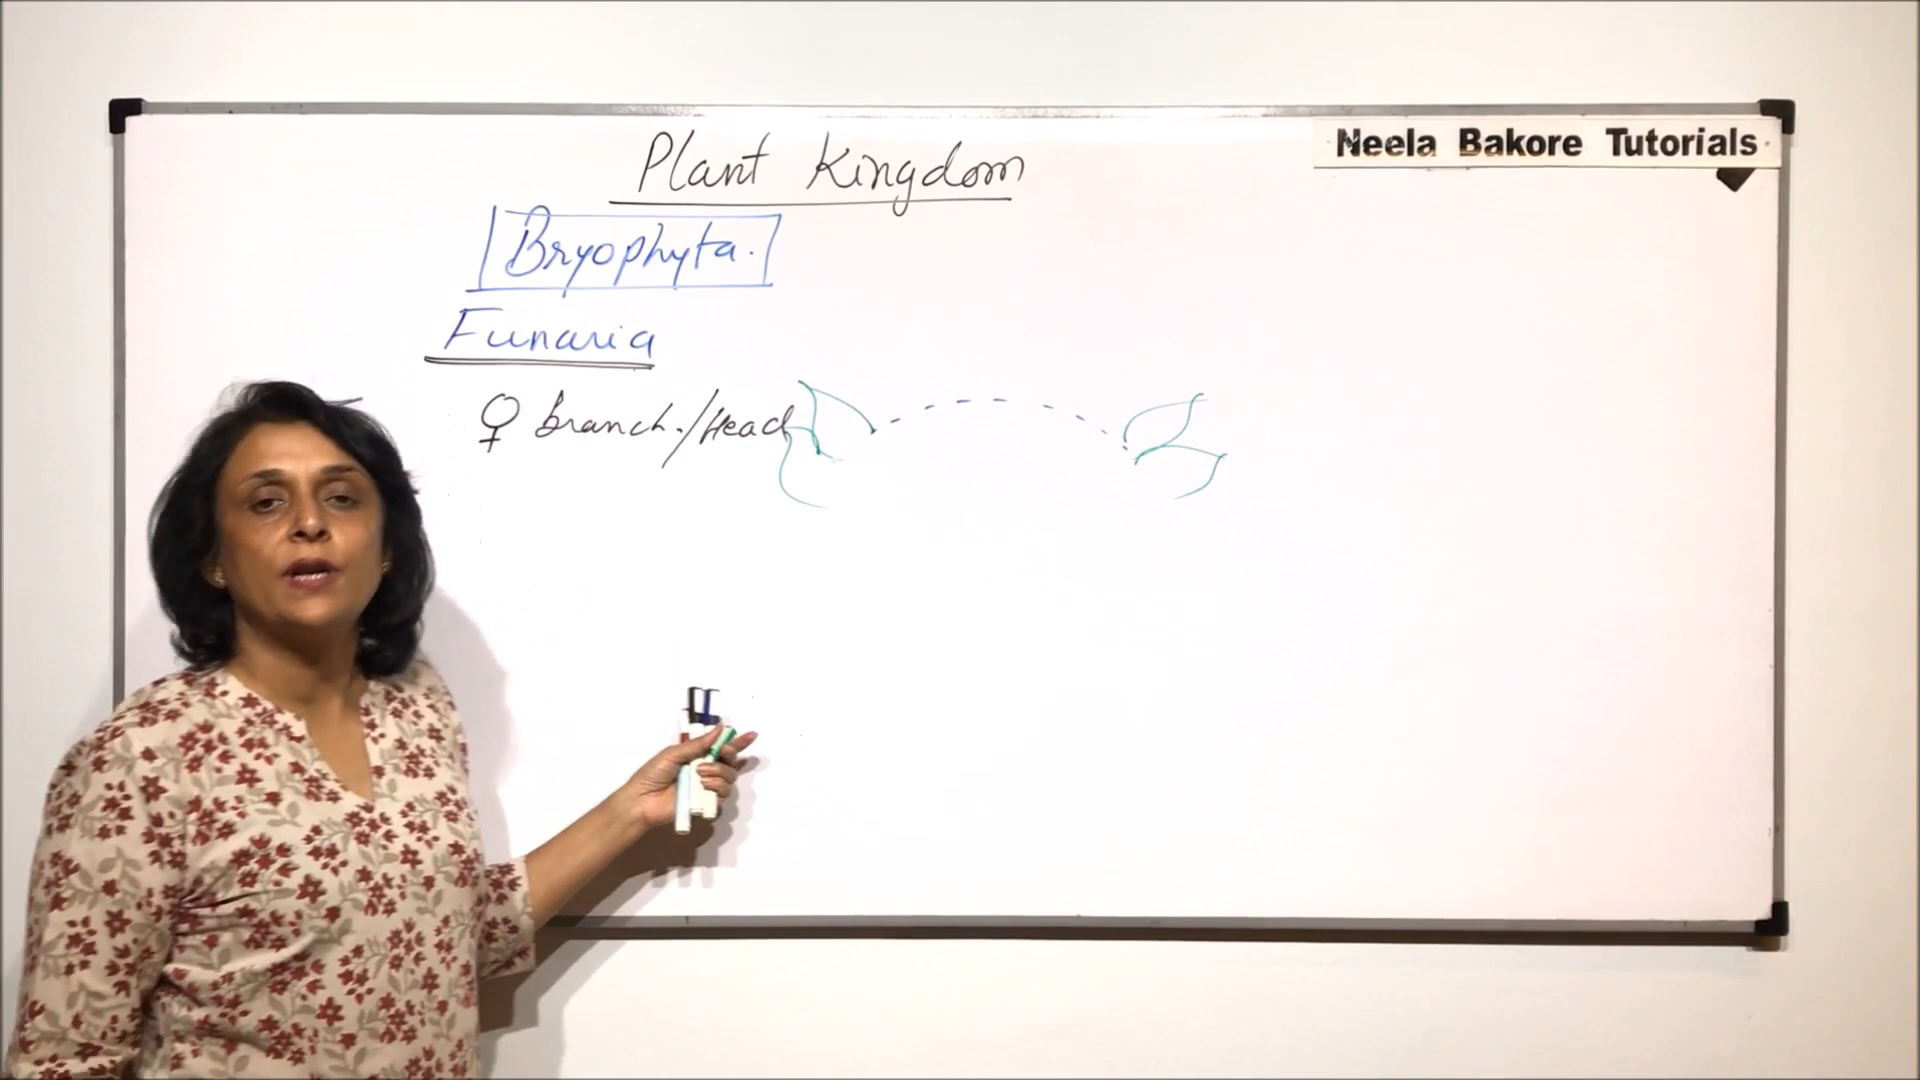 Neela Bakore Tutorials
Plant Kingdom
Bryophyta.
Funaria
♀ branch./Head